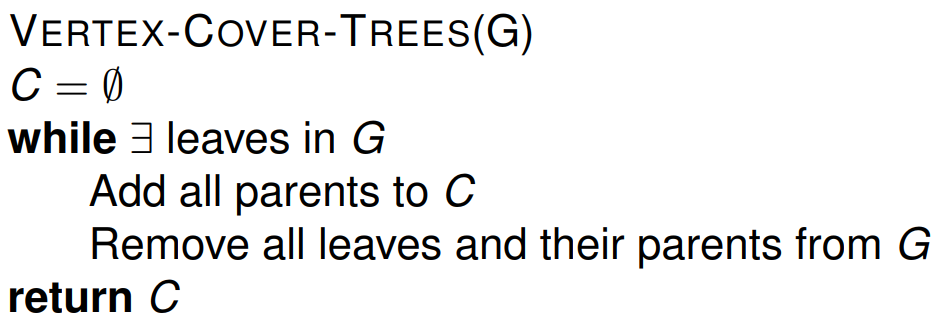 VERTEX-COVER-TREES(G)
C = ∅
while ∃ leaves in G
Add all parents to C
Remove all leaves and their parents from G
return C